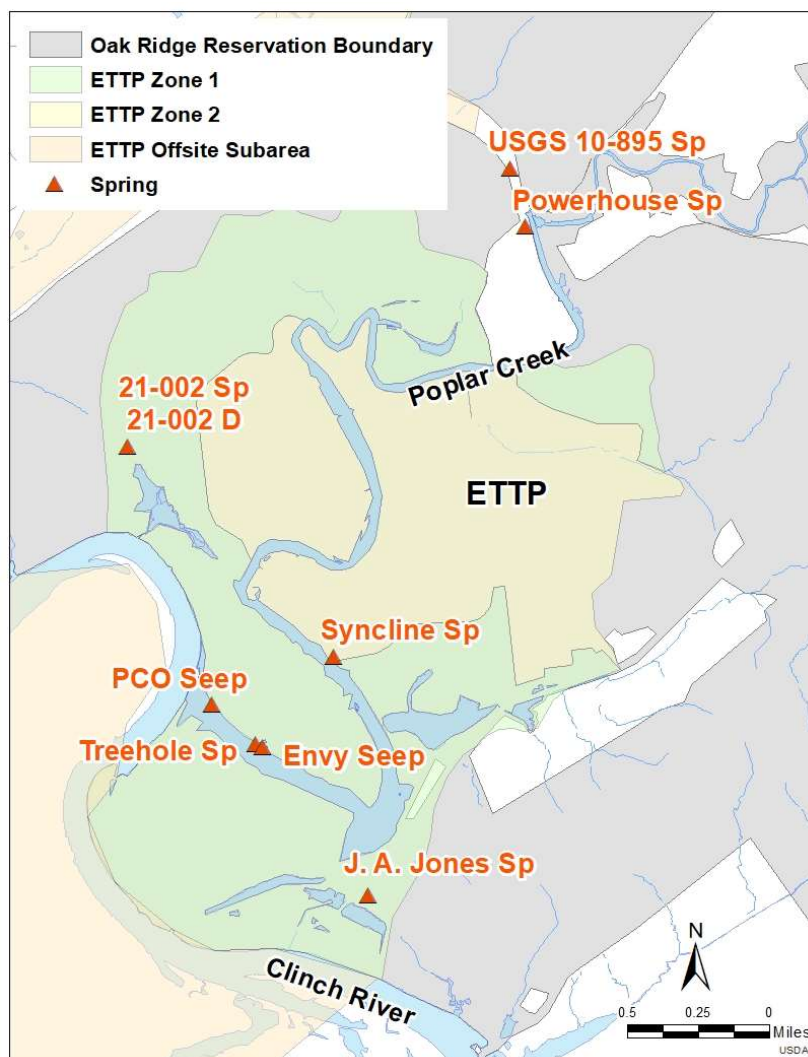 Oak Ridge Reservation Boundary
ETTP Zone 1
ETTP Zone 2
ETTP Offsite Subarea
Spring
USGS 10-895 Sp
Powerhouse Sp
Poplar Creek
21-002 Sp
21-002 D
ETTP
Syncline Sp
PCO Seep
Treehole Sp
Envy Seep
J. A. Jones Sp
Clinch River
N
0.5 0.25 0
Miles
USDA